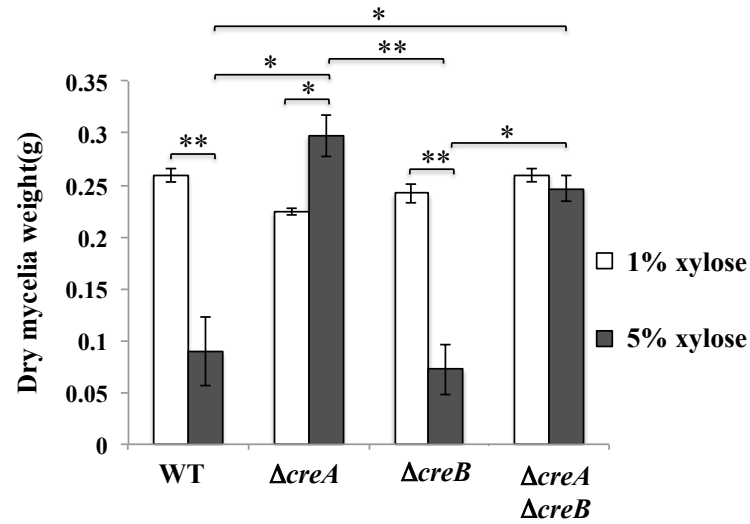 *
*
**
*
**
**
*
0.35
0.3
0.25
0.2
0.15
0.1
0.05
0
Dry mycelia weight(g)
1% xylose
5% xylose
WT
ΔcreA
ΔcreB
ΔcreA
ΔcreB